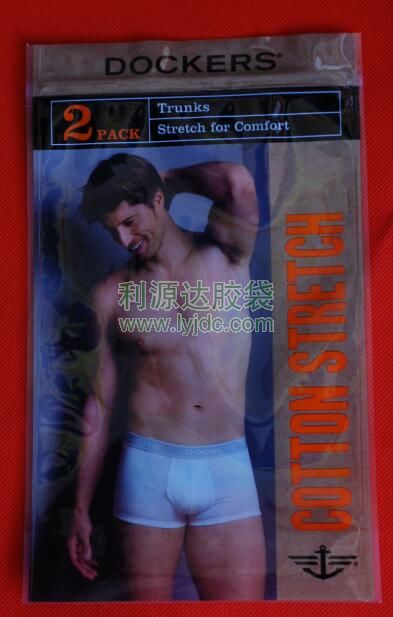 DOCKERS®
2 PACK
Trunks
Stretch for Comfort
COTTON STRETCH
利源达胶袋
www.lyjdc.com
DOCKERS